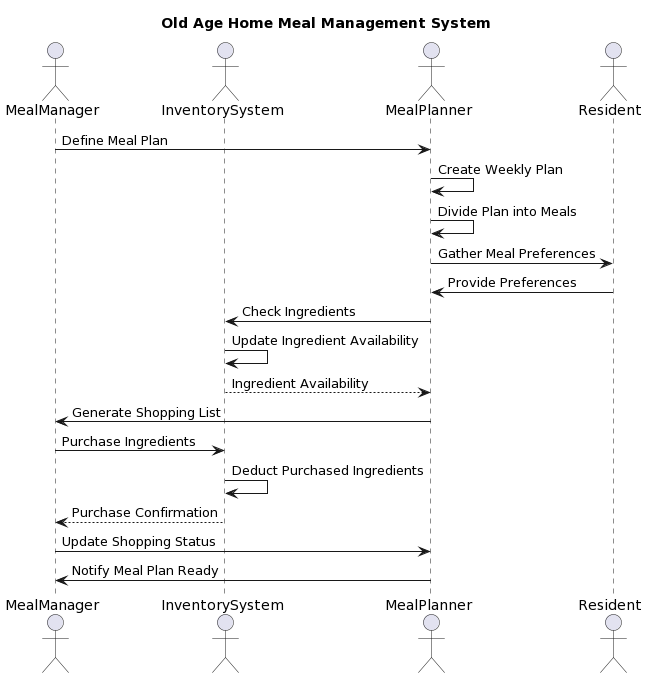 Old Age Home Meal Management System
MealManager InventorySystem MealPlanner Resident
Define Meal Plan
Create Weekly Plan
Divide Plan into Meals
Gather Meal Preferences
Provide Preferences
Check Ingredients
Update Ingredient Availability
Ingredient Availability
Generate Shopping List
Purchase Ingredients
Deduct Purchased Ingredients
Purchase Confirmation
Update Shopping Status
Notify Meal Plan Ready
MealManager InventorySystem MealPlanner Resident